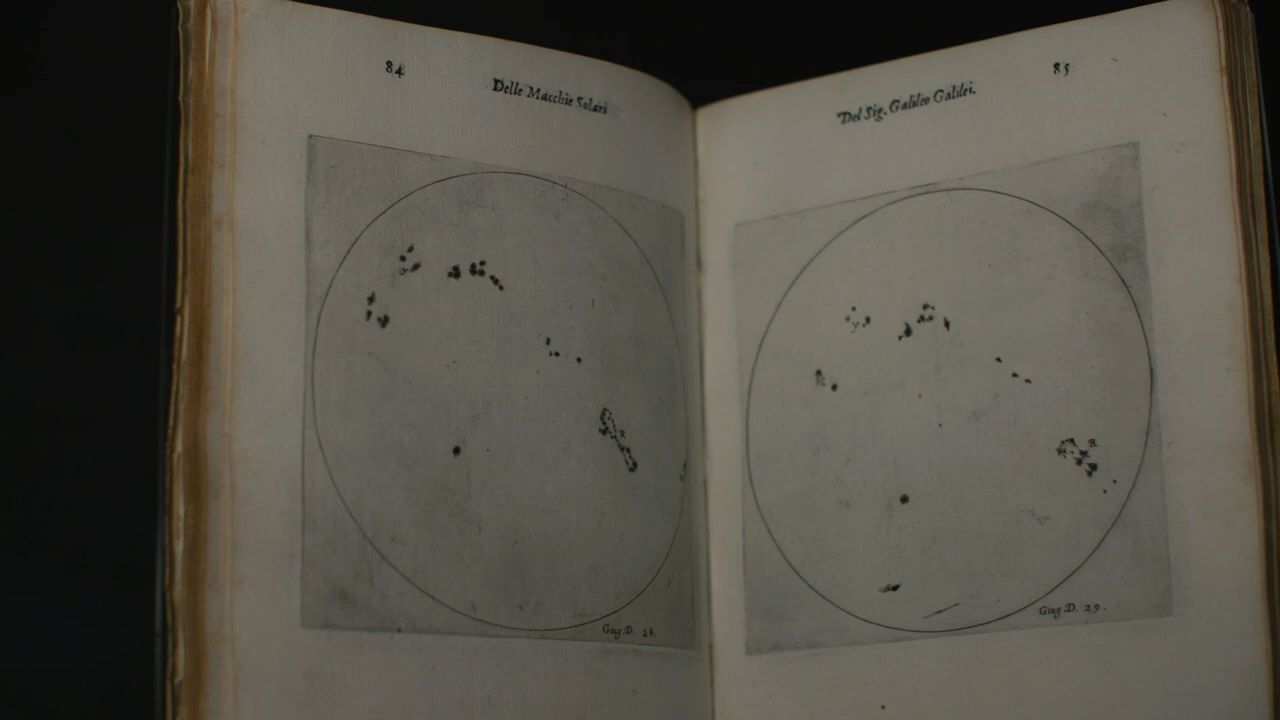 84
Delle Macchie Solari
R
Giug.D. 28.
85
Del Sig. Galileo Galilei.
R
Giug D. 29.